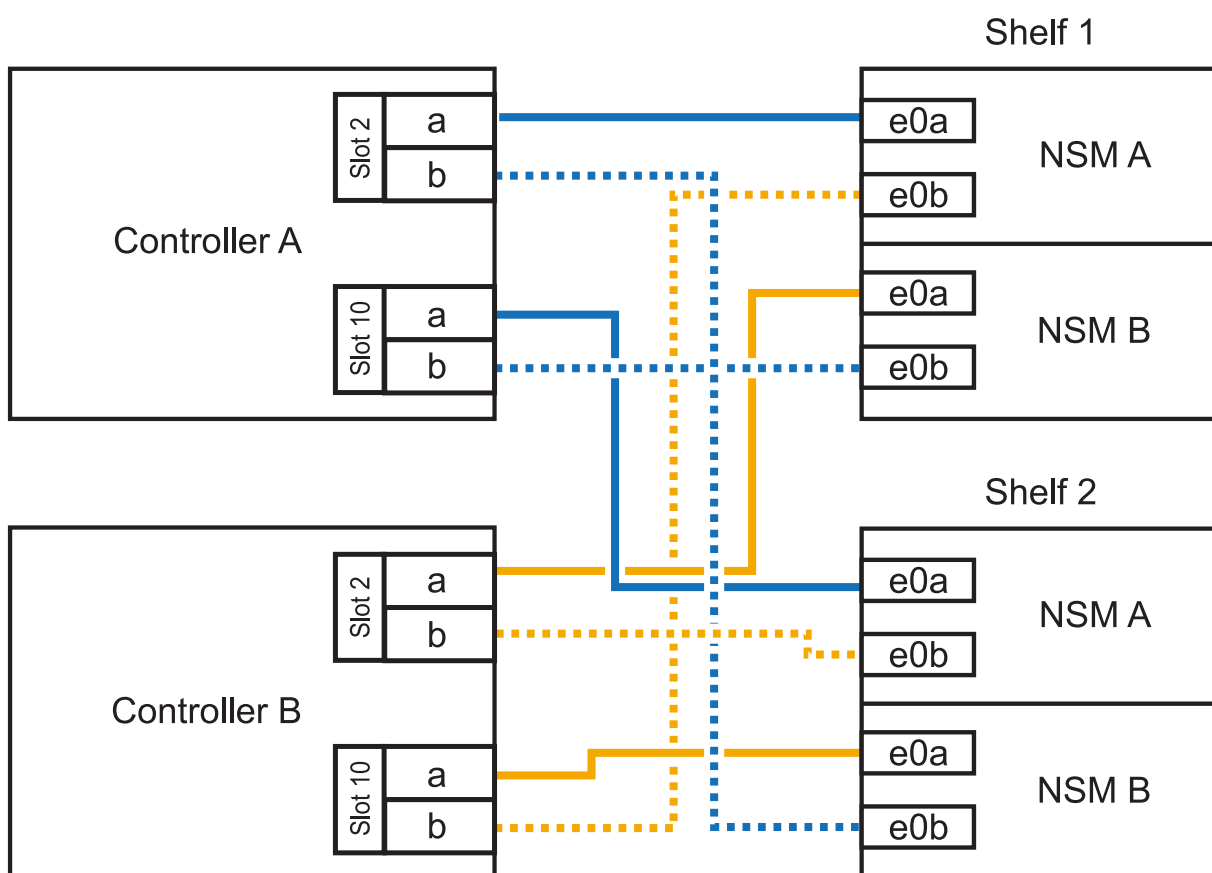 Shelf 1
Controller A
Slot 2
a
b
Slot 10
a
b
e0a
e0b
NSM A
e0a
e0b
NSM B
Shelf 2
Controller B
Slot 2
a
b
Slot 10
a
b
e0a
e0b
NSM A
e0a
e0b
NSM B